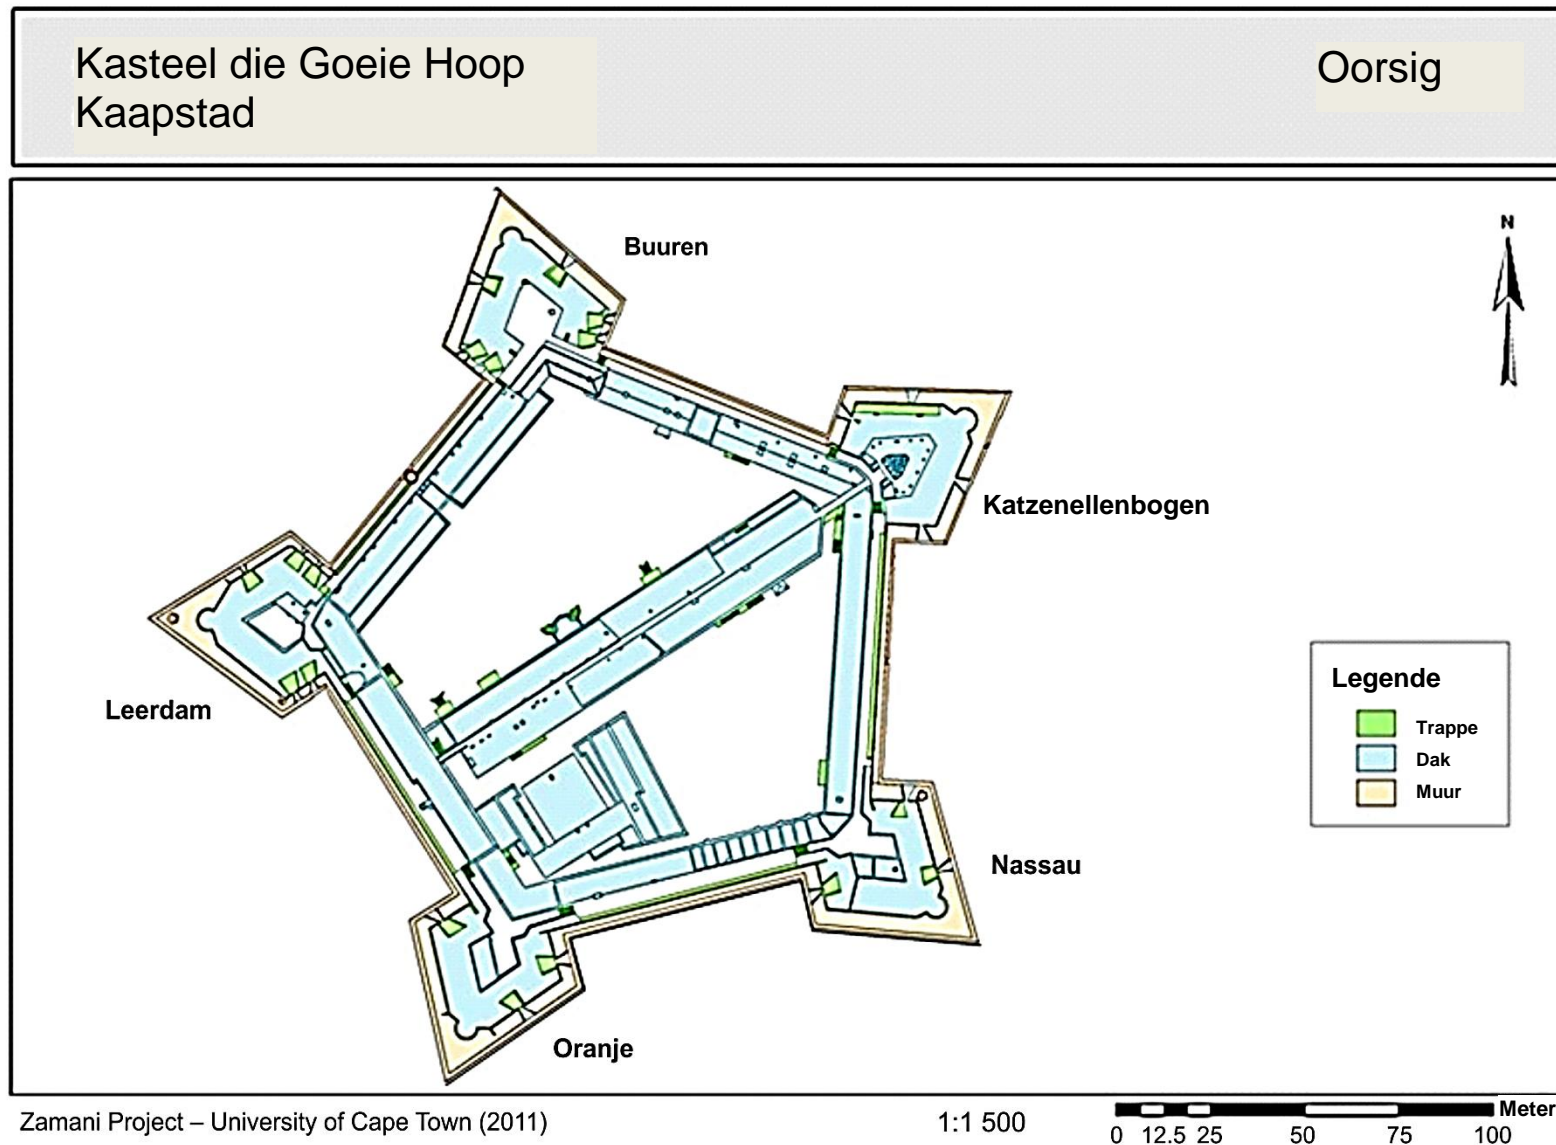 Kasteel die Goeie Hoop
Kaapstad
Oorsig
N
Buuren
Katzenellenbogen
Leerdam
Legende
Trappe
Dak
Muur
Nassau
Oranje
Zamani Project – University of Cape Town (2011)
1:1 500
Meter
0 12.5 25 50 75 100